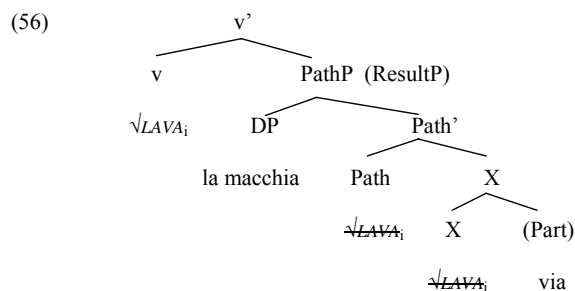 (56) v’
v PathP (ResultP)
√LAVAi DP Path’
la macchia Path X
√LAVAi X (Part)
√LAVAi via